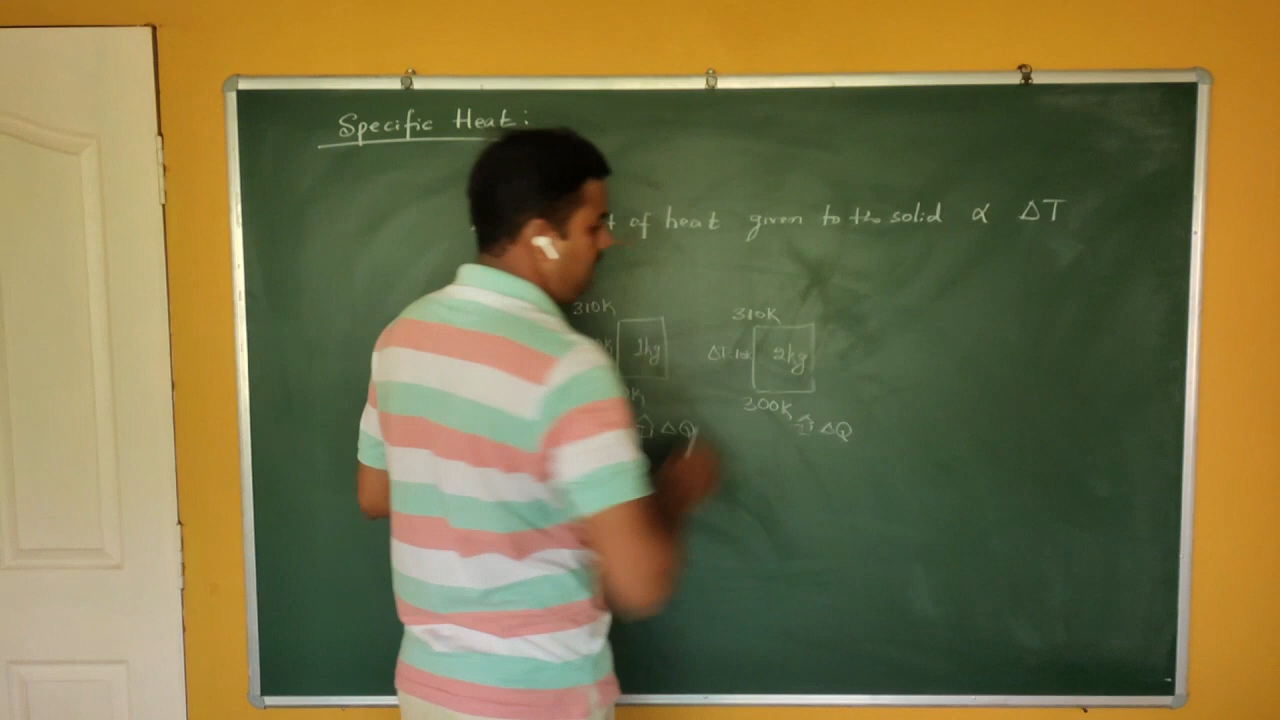 Specific Heat:
of heat given to the solid ∝ ΔT
310K 310K
1kg ΔT=10K 2kg
300K
ΔQ ΔQ